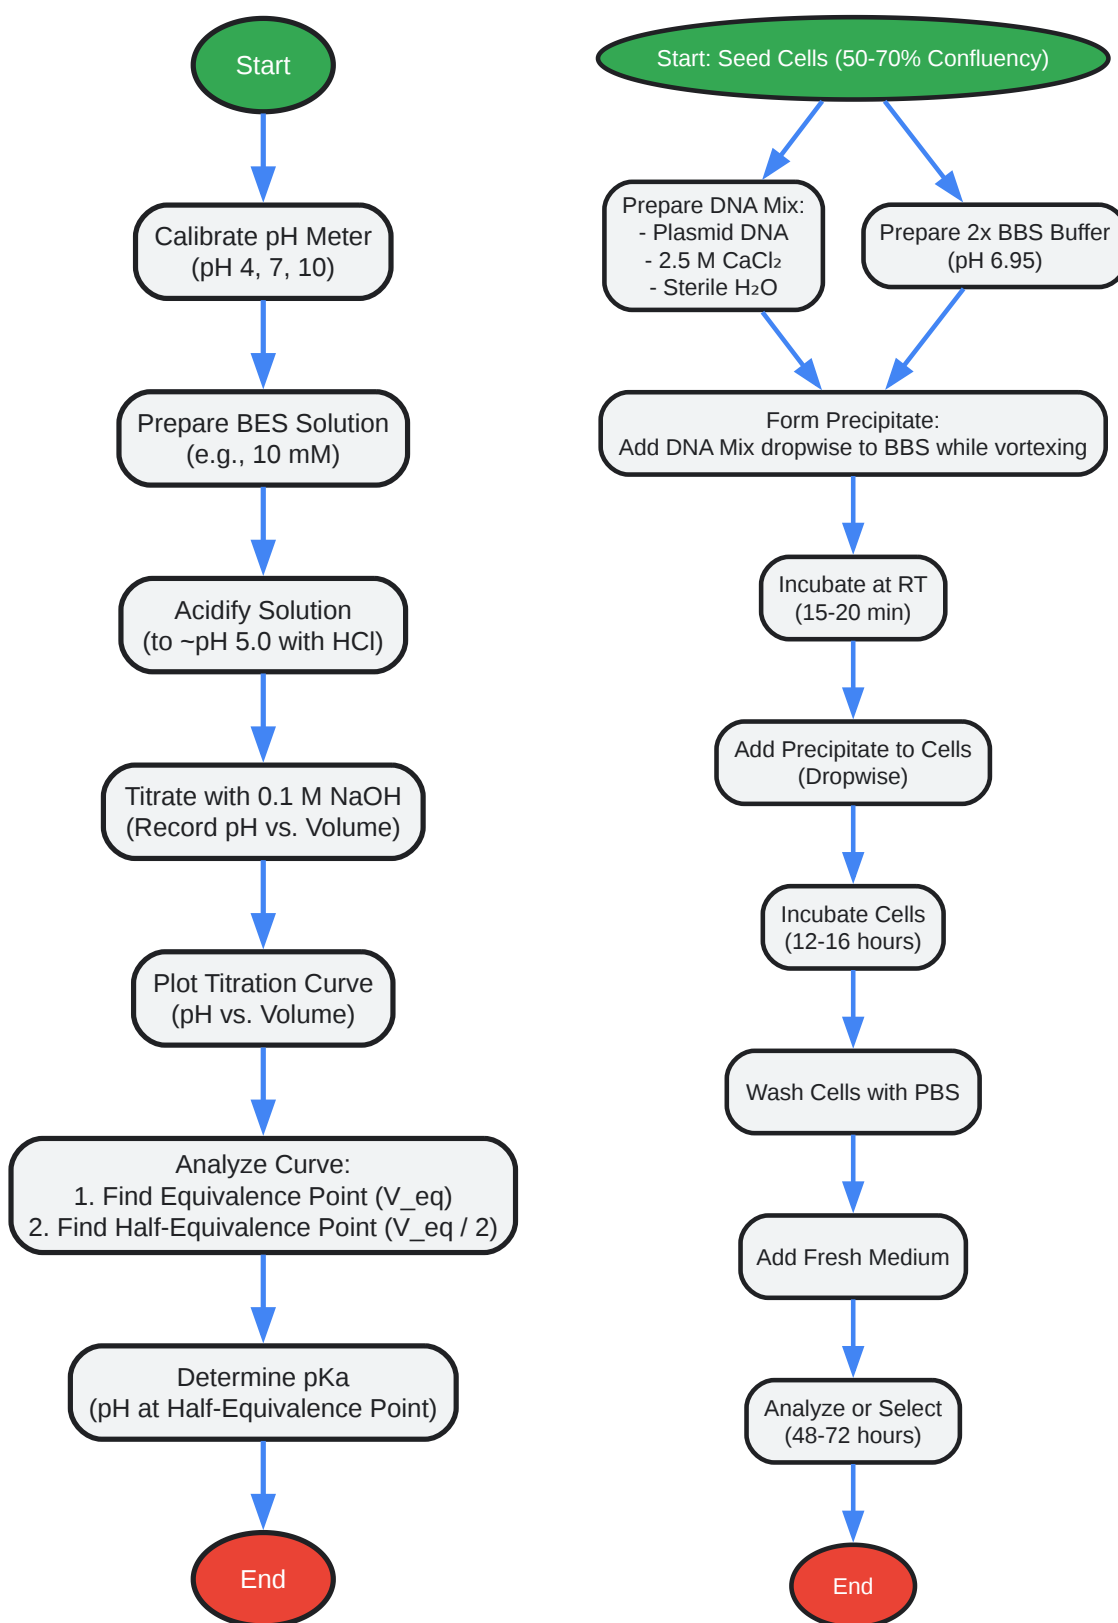 Start
Calibrate pH Meter
(pH 4, 7, 10)
Prepare BES Solution
(e.g., 10 mM)
Acidify Solution
(to ~pH 5.0 with HCl)
Titrate with 0.1 M NaOH
(Record pH vs. Volume)
Plot Titration Curve
(pH vs. Volume)
Analyze Curve:
1. Find Equivalence Point (V_eq)
2. Find Half-Equivalence Point (V_eq / 2)
Determine pKa
(pH at Half-Equivalence Point)
End
Start: Seed Cells (50-70% Confluency)
Prepare DNA Mix:
- Plasmid DNA
- 2.5 M CaCl₂
- Sterile H₂O
Prepare 2x BBS Buffer
(pH 6.95)
Form Precipitate:
Add DNA Mix dropwise to BBS while vortexing
Incubate at RT
(15-20 min)
Add Precipitate to Cells
(Dropwise)
Incubate Cells
(12-16 hours)
Wash Cells with PBS
Add Fresh Medium
Analyze or Select
(48-72 hours)
End